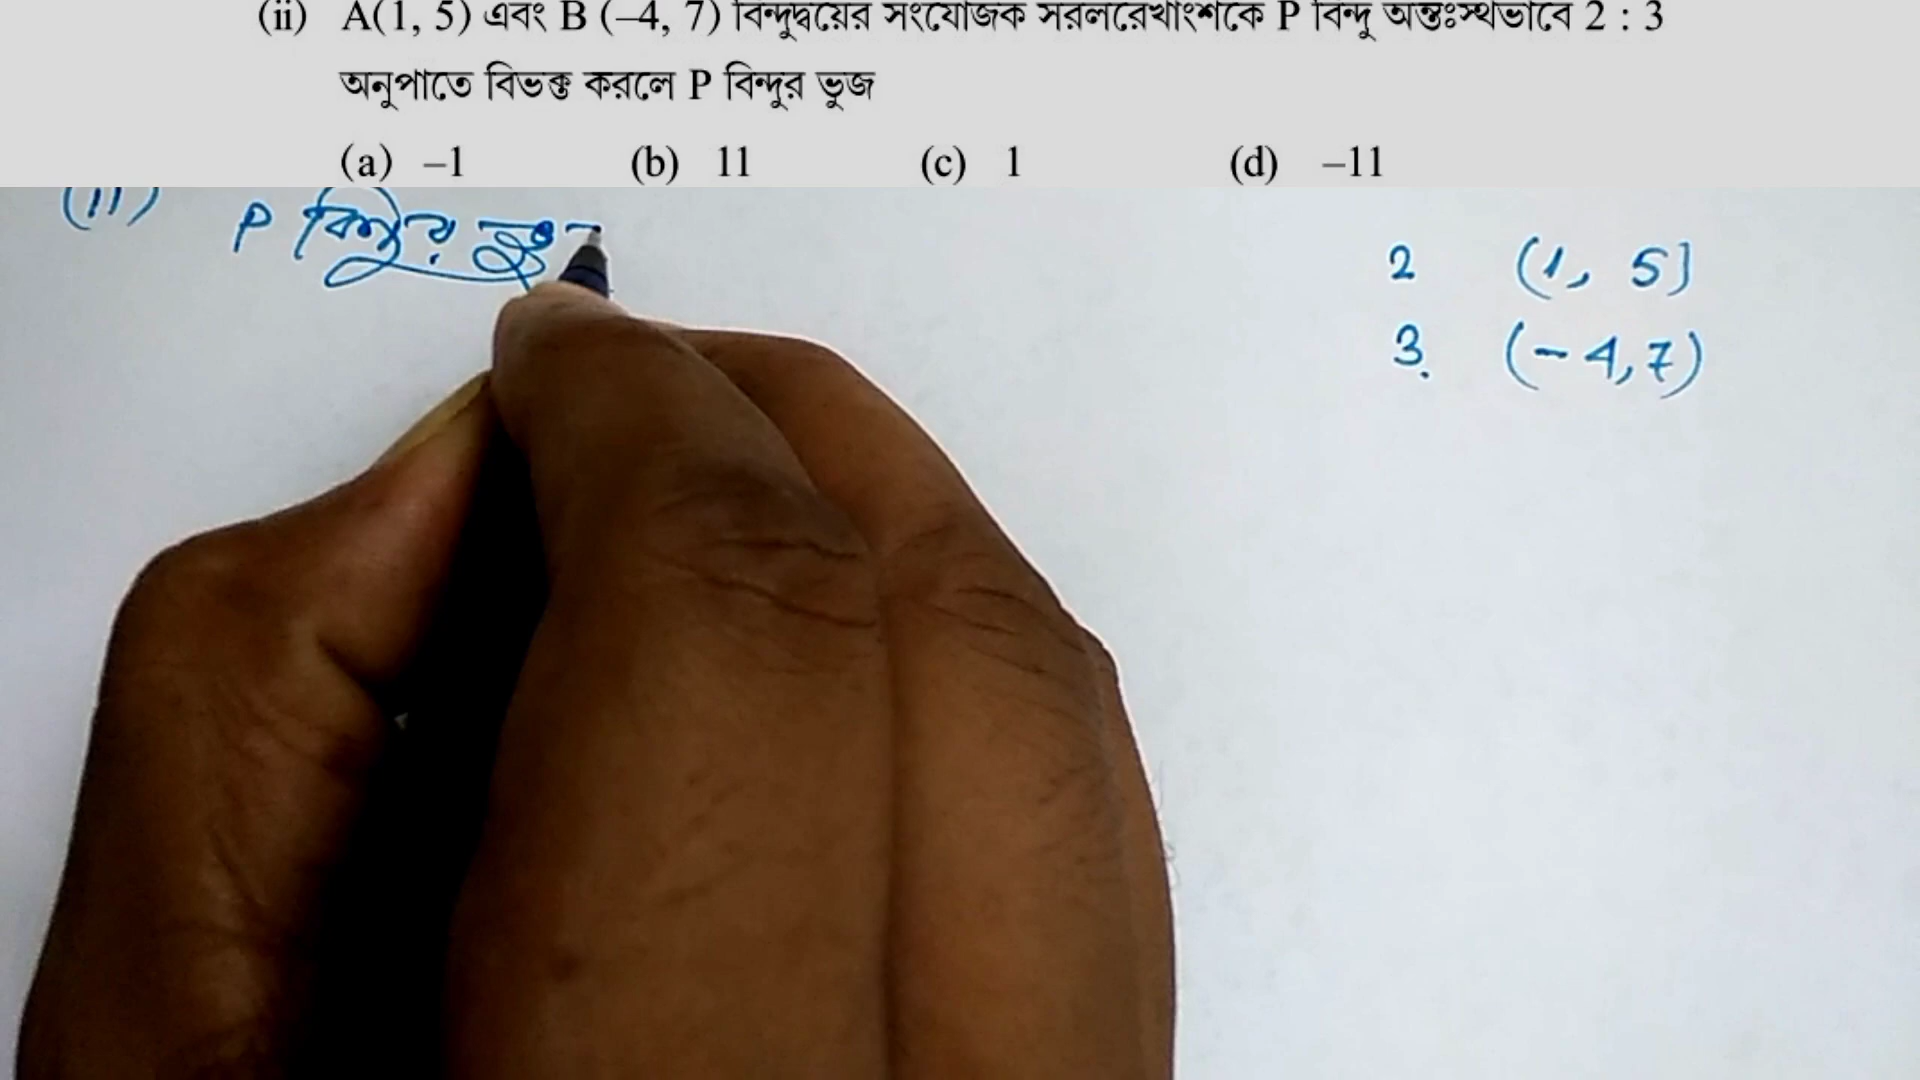 (ii) A(1, 5) এবং B (–4, 7) বিন্দুদ্বয়ের সংযোজক সরলরেখাংশকে P বিন্দু অন্তঃস্থভাবে 2 : 3
অনুপাতে বিভক্ত করলে P বিন্দুর ভুজ
(a) –1 (b) 11 (c) 1 (d) –11
(ii) P বিন্দুর
2 (1, 5)
3. (-4,7)